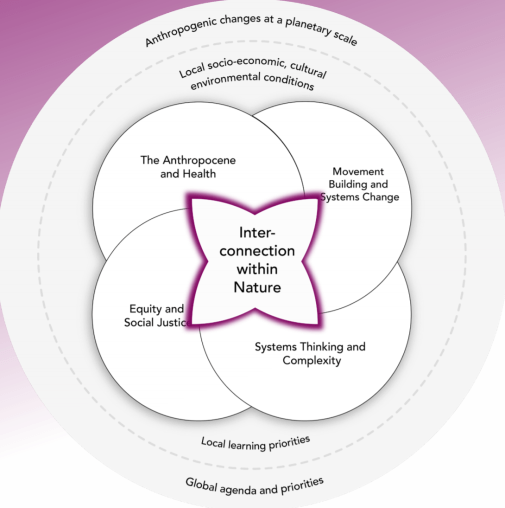 Anthropogenic changes at a planetary scale
Local socio-economic, cultural
environmental conditions
The Anthropocene
and Health
Movement
Building and
Systems Change
Inter-
connection
within
Nature
Equity and
Social Justic
Systems Thinking and
Complexity
Local learning priorities
Global agenda and priorities